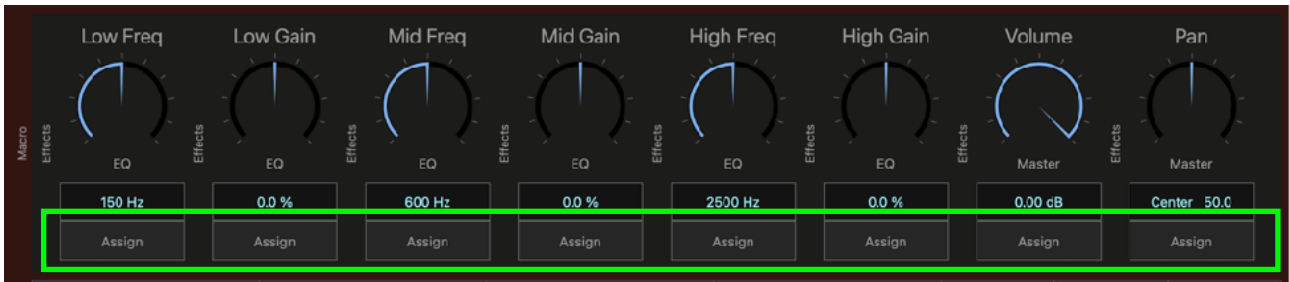 Low Freq Low Gain Mid Freq Mid Gain High Freq High Gain Volume Pan
Macro
Effects Effects Effects Effects Effects Effects Effects Effects
EQ EQ EQ EQ EQ EQ Master Master
150 Hz 0.0 % 600 Hz 0.0 % 2500 Hz 0.0 % 0.00 dB Center 50.0
Assign Assign Assign Assign Assign Assign Assign Assign